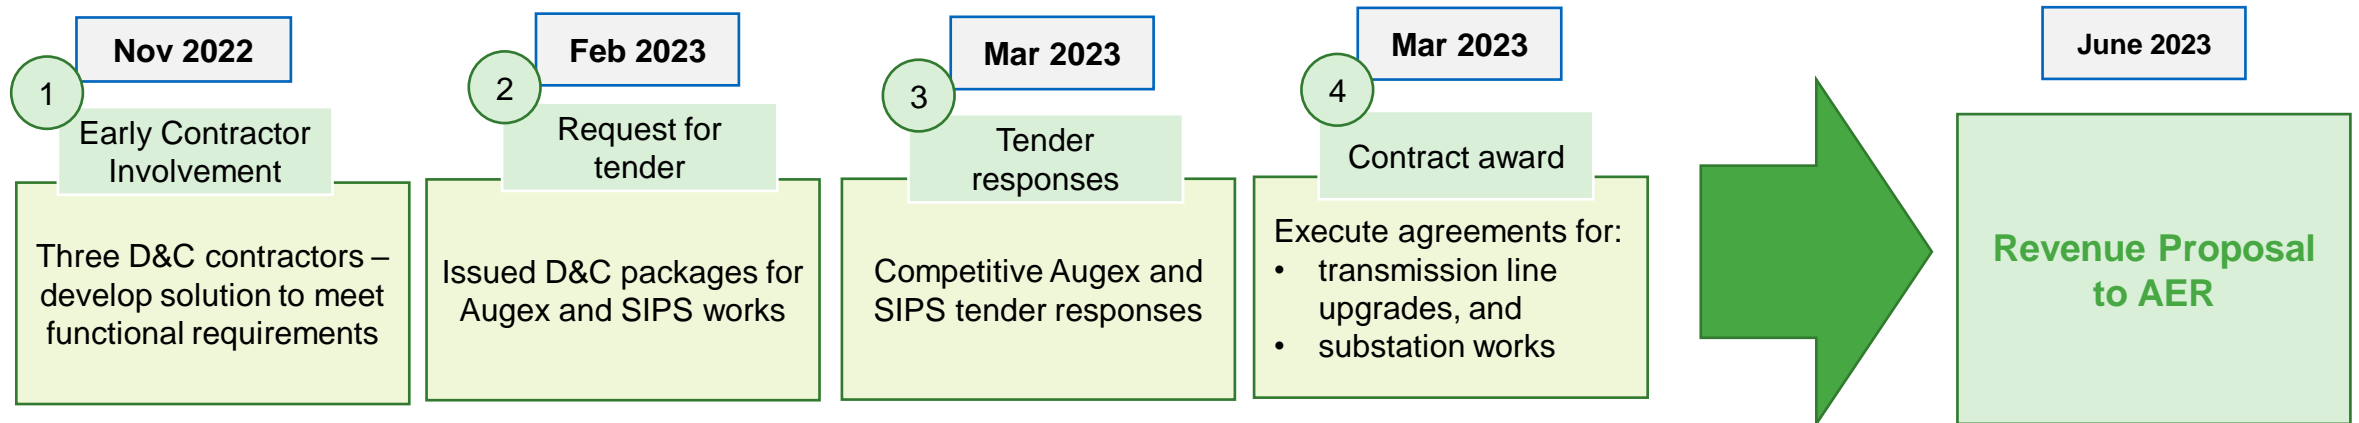 Nov 2022
1
Early Contractor
Involvement
Three D&C contractors –
develop solution to meet
functional requirements
Feb 2023
2
Request for
tender
Issued D&C packages for
Augex and SIPS works
Mar 2023
3
Tender
responses
Competitive Augex and
SIPS tender responses
Mar 2023
4
Contract award
Execute agreements for:
• transmission line
upgrades, and
• substation works
June 2023
Revenue Proposal
to AER